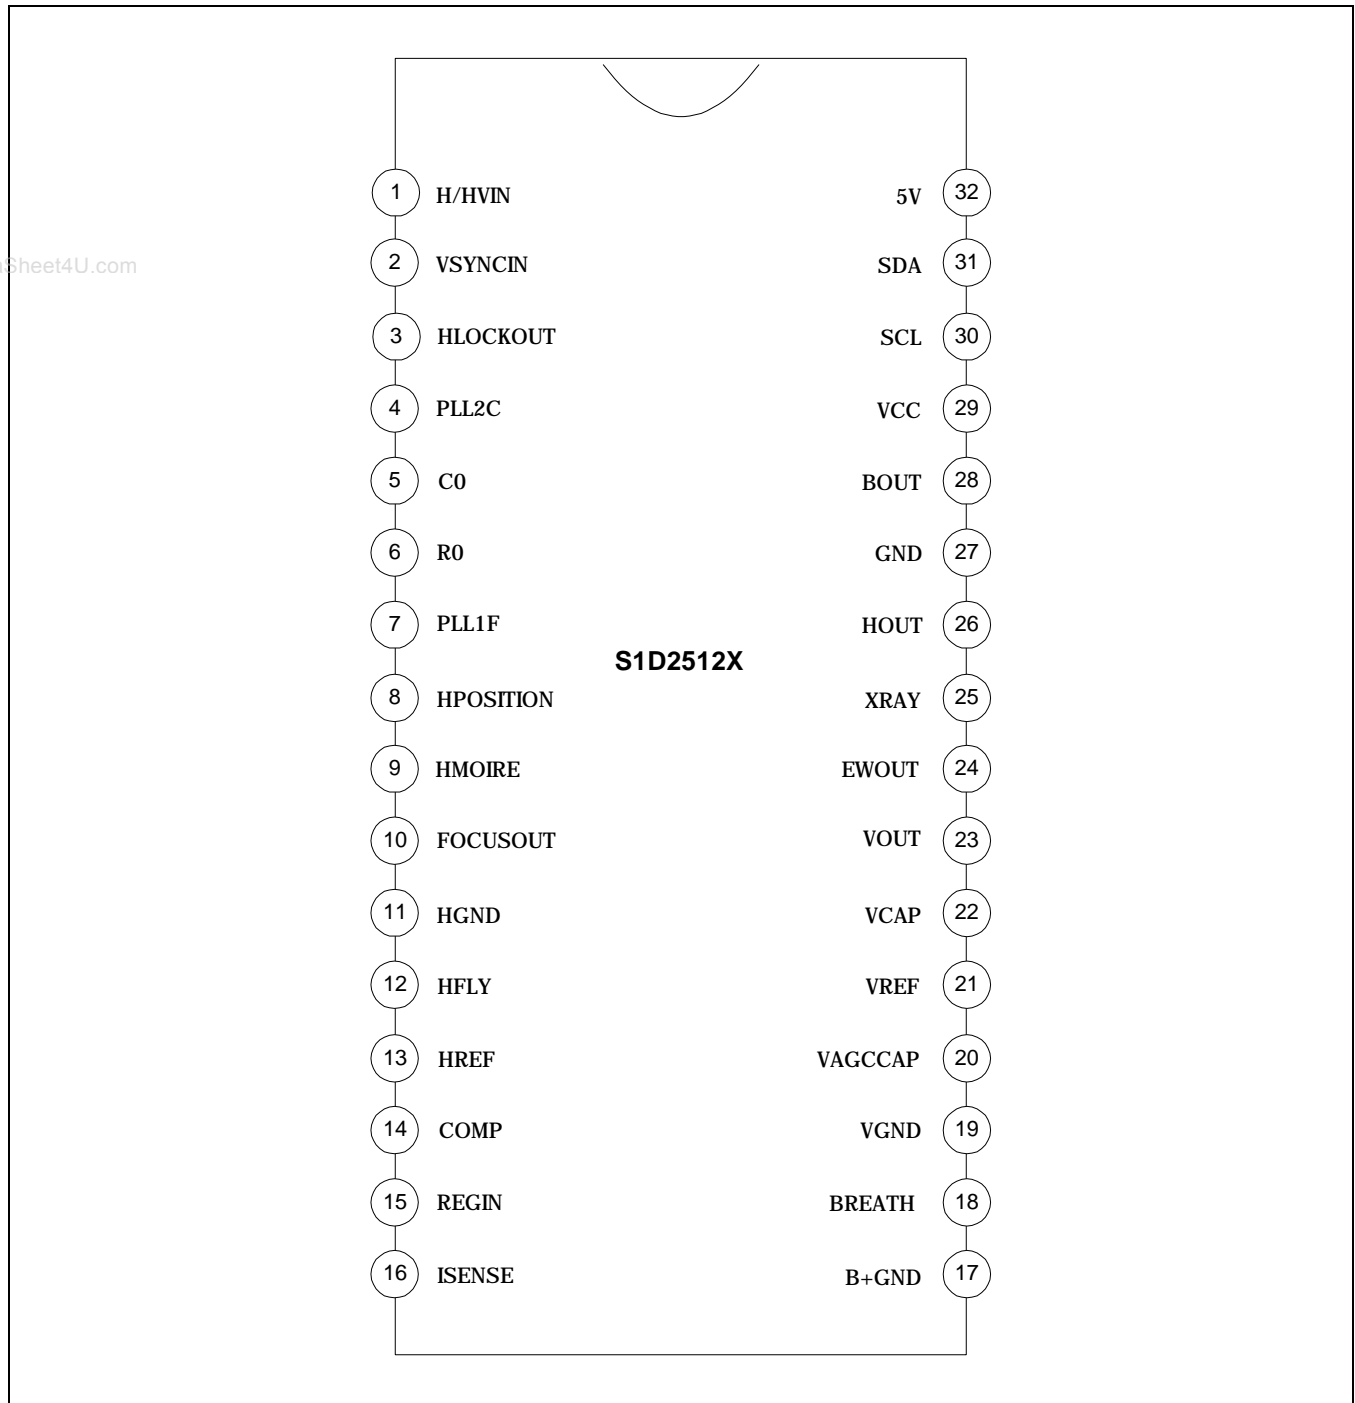 1 H/HVIN 5V 32
Sheet4U.com
2 VSYNCIN SDA 31
3 HLOCKOUT SCL 30
4 PLL2C VCC 29
5 C0 BOUT 28
6 R0 GND 27
7 PLL1F HOUT 26
S1D2512X
8 HPOSITION XRAY 25
9 HMOIRE EWOUT 24
10 FOCUSOUT VOUT 23
11 HGND VCAP 22
12 HFLY VREF 21
13 HREF VAGCCAP 20
14 COMP VGND 19
15 REGIN BREATH 18
16 ISENSE B+GND 17